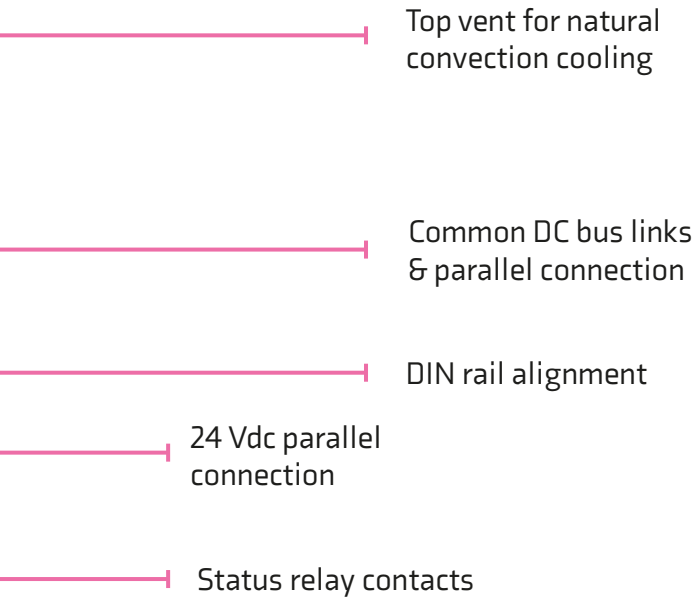 Top vent for natural
convection cooling
Common DC bus links
& parallel connection
DIN rail alignment
24 Vdc parallel
connection
Status relay contacts